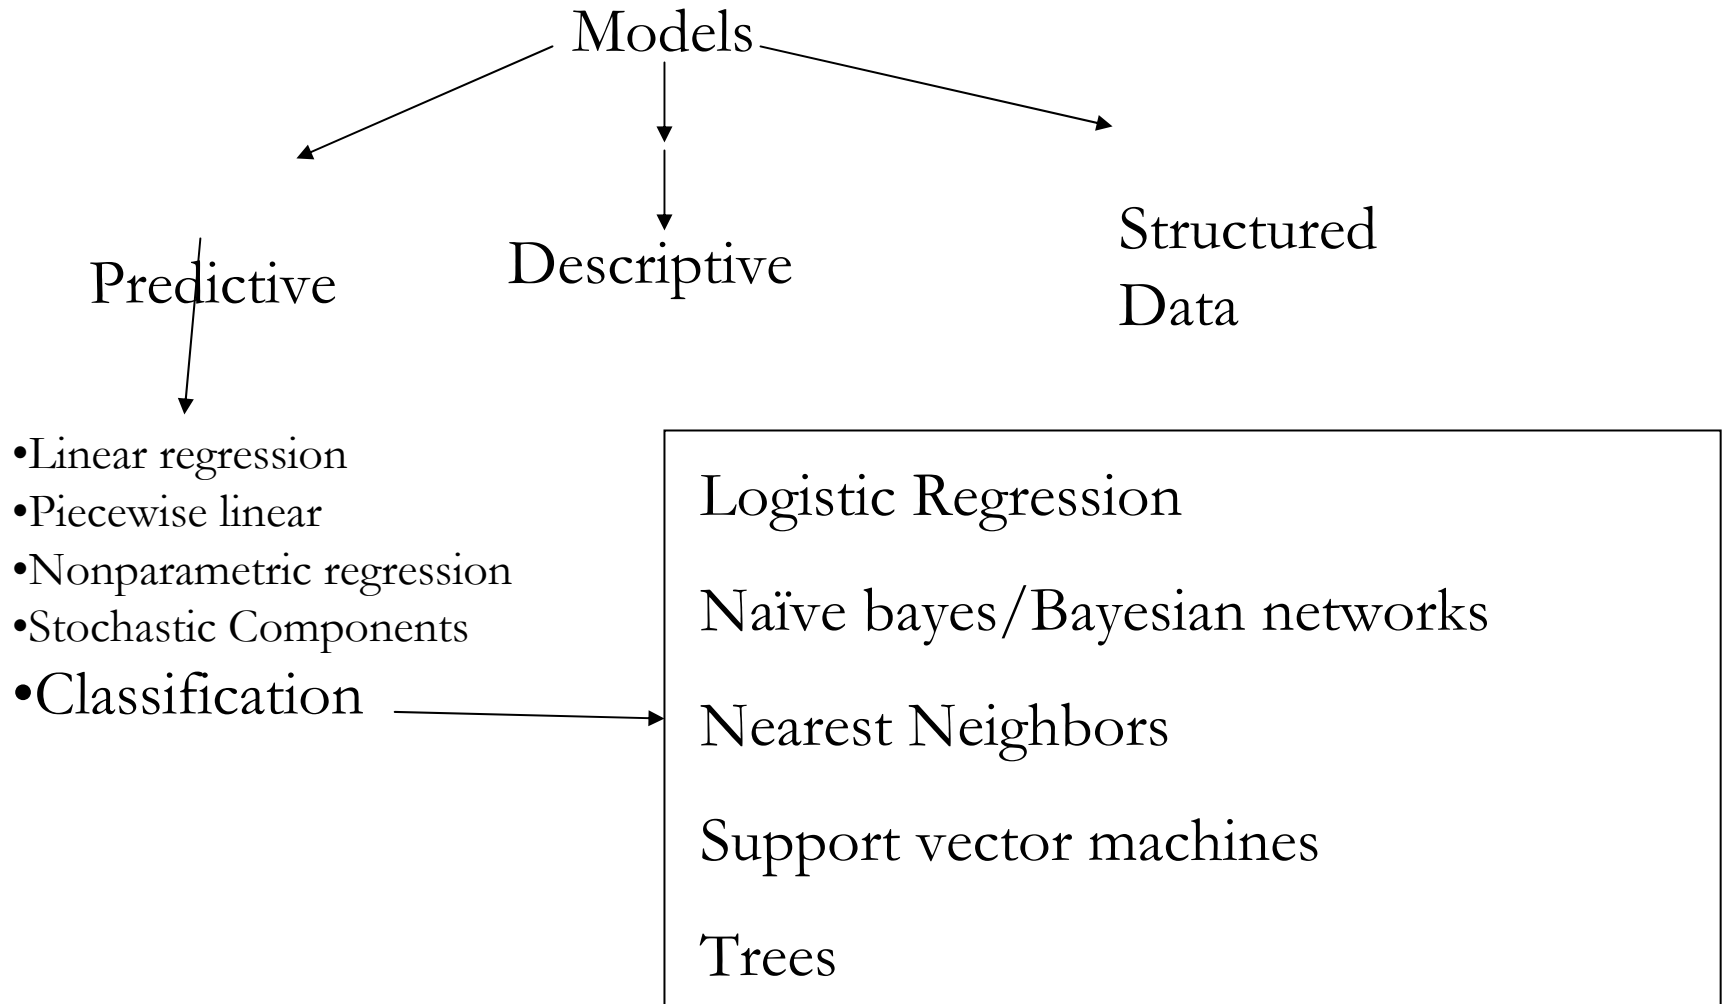 Models
Predictive
Descriptive
Structured
Data
•Linear regression
•Piecewise linear
•Nonparametric regression
•Stochastic Components
•Classification
Logistic Regression
Naïve bayes/Bayesian networks
Nearest Neighbors
Support vector machines
Trees